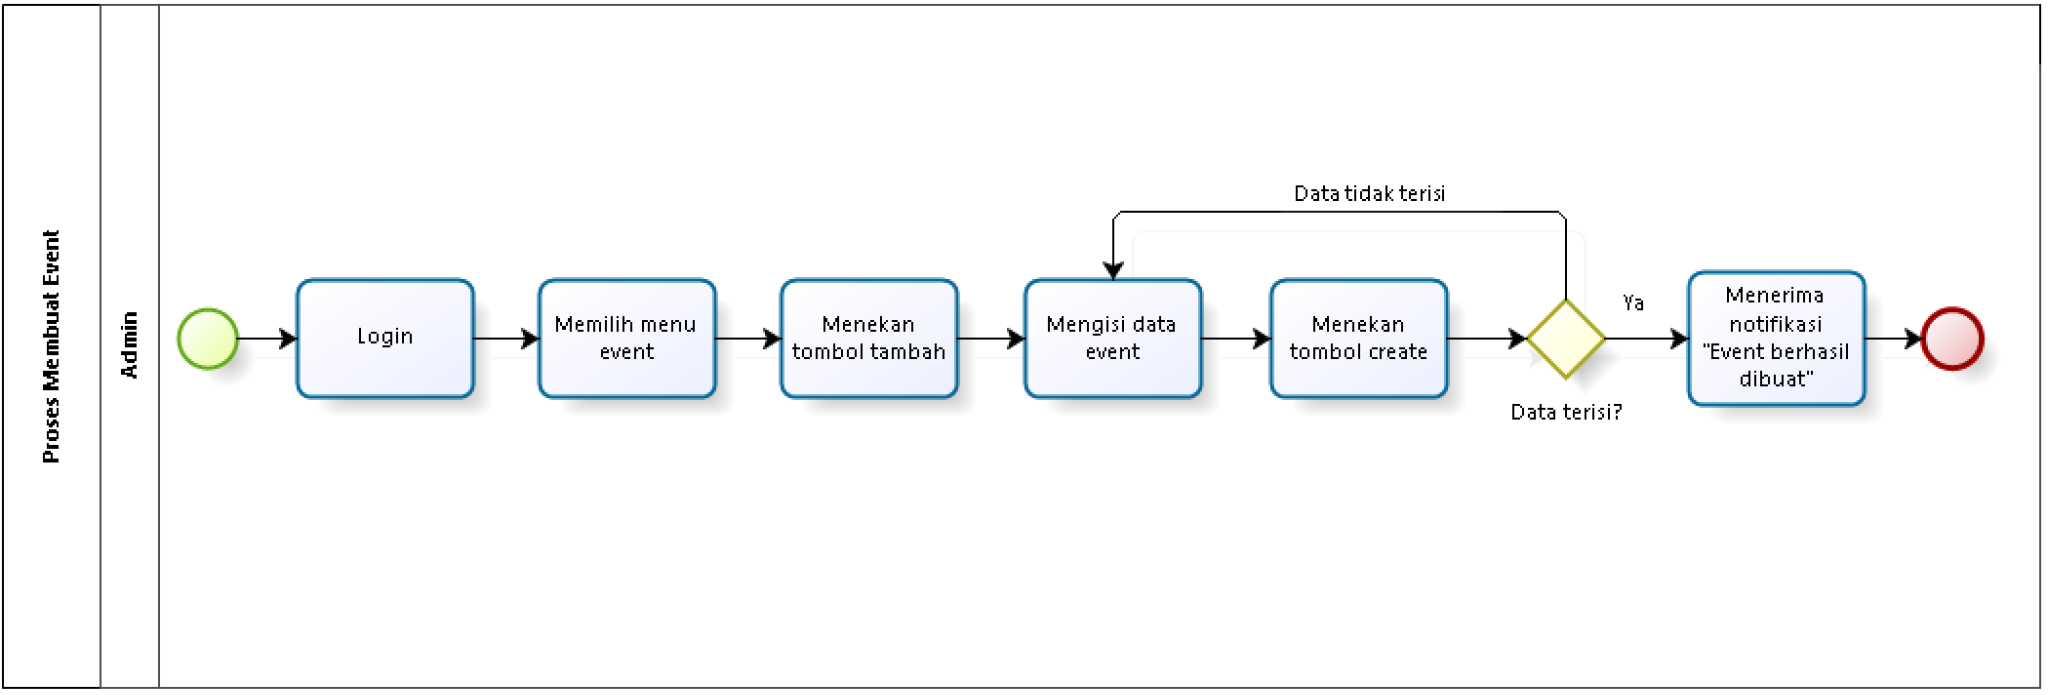 Proses Membuat Event
Admin
Login
Memilih menu
event
Menekan
tombol tambah
Mengisi data
event
Menekan
tombol create
Data tidak terisi
Data terisi?
Ya
Menerima
notifikasi
"Event berhasil
dibuat"